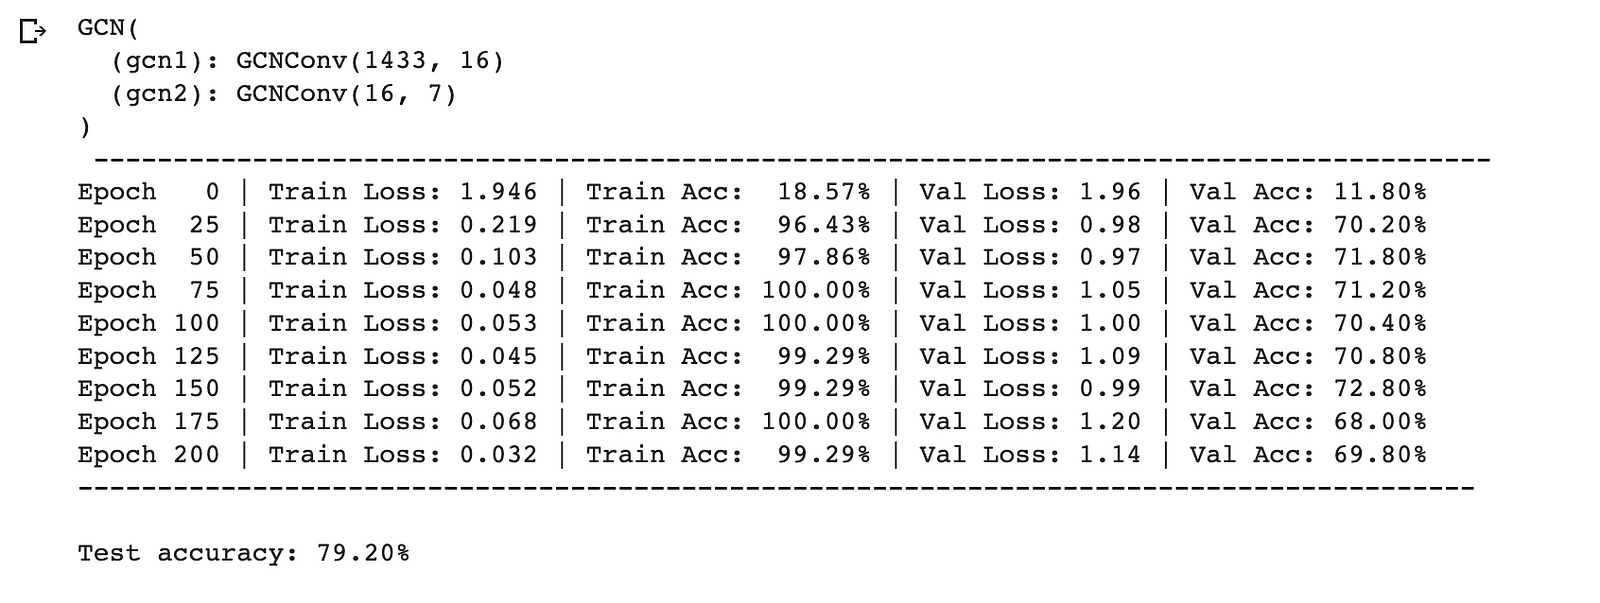 GCN(
  (gcn1): GCNConv(1433, 16)
  (gcn2): GCNConv(16, 7)
)
----------------------------------------------------------------------------------------
Epoch   0 | Train Loss: 1.946 | Train Acc:  18.57% | Val Loss: 1.96 | Val Acc: 11.80%
Epoch  25 | Train Loss: 0.219 | Train Acc:  96.43% | Val Loss: 0.98 | Val Acc: 70.20%
Epoch  50 | Train Loss: 0.103 | Train Acc:  97.86% | Val Loss: 0.97 | Val Acc: 71.80%
Epoch  75 | Train Loss: 0.048 | Train Acc: 100.00% | Val Loss: 1.05 | Val Acc: 71.20%
Epoch 100 | Train Loss: 0.053 | Train Acc: 100.00% | Val Loss: 1.00 | Val Acc: 70.40%
Epoch 125 | Train Loss: 0.045 | Train Acc:  99.29% | Val Loss: 1.09 | Val Acc: 70.80%
Epoch 150 | Train Loss: 0.052 | Train Acc:  99.29% | Val Loss: 0.99 | Val Acc: 72.80%
Epoch 175 | Train Loss: 0.068 | Train Acc: 100.00% | Val Loss: 1.20 | Val Acc: 68.00%
Epoch 200 | Train Loss: 0.032 | Train Acc:  99.29% | Val Loss: 1.14 | Val Acc: 69.80%
----------------------------------------------------------------------------------------
Test accuracy: 79.20%